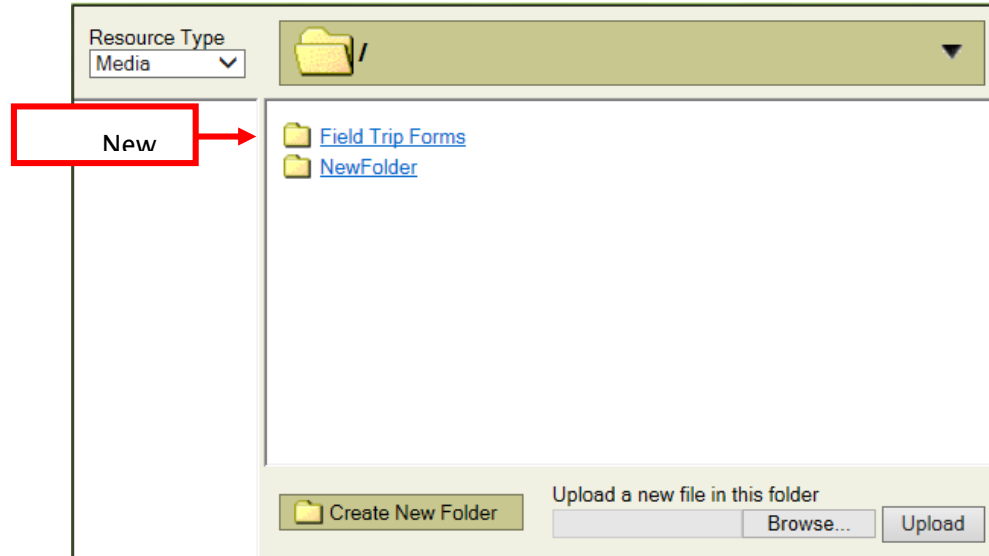 Resource Type
Media
/
New
Field Trip Forms
NewFolder
Create New Folder
Upload a new file in this folder
Browse...
Upload